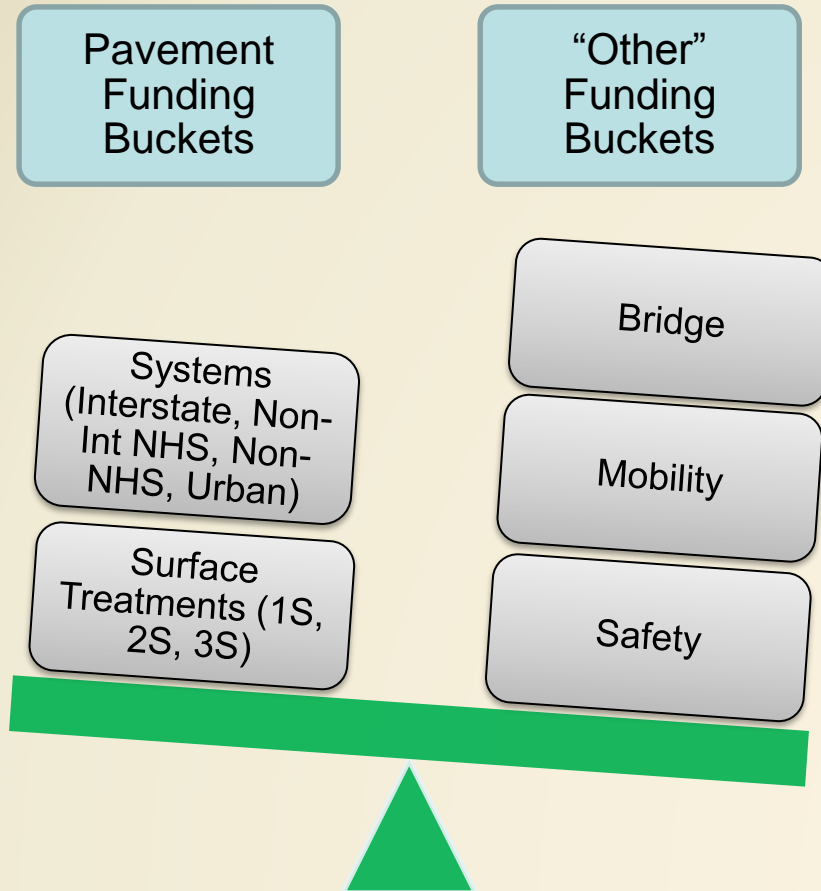 Pavement
Funding
Buckets
“Other”
Funding
Buckets
Systems
(Interstate, Non-
Int NHS, Non-
NHS, Urban)
Surface
Treatments (1S,
2S, 3S)
Bridge
Mobility
Safety